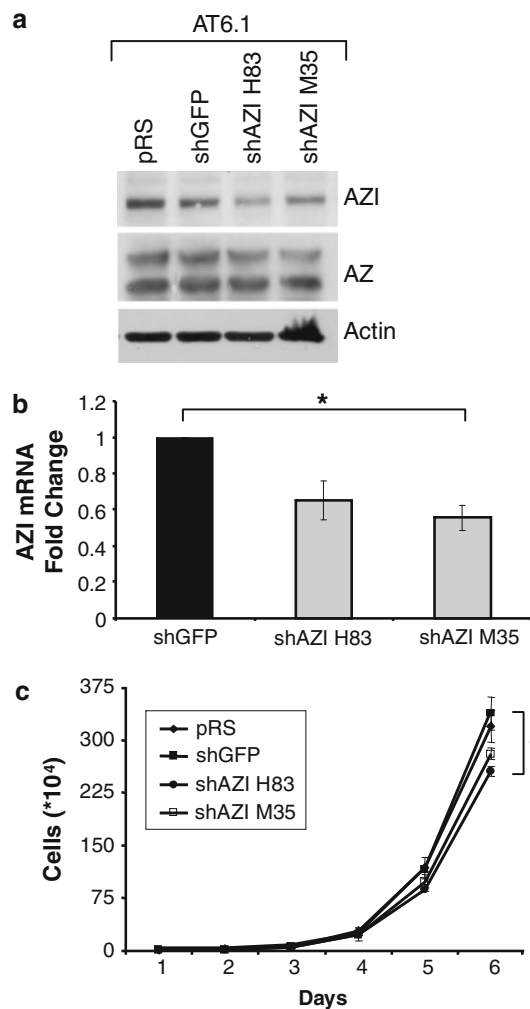 a
AT6.1
pRS
shGFP
shAZI H83
shAZI M35
AZI
AZ
Actin
b
AZI mRNA
Fold Change
1.2
1
0.8
0.6
0.4
0.2
0
*
shGFP
shAZI H83
shAZI M35
c
Cells (*10⁴)
375
300
225
150
75
0
pRS
shGFP
shAZI H83
shAZI M35
1 2 3 4 5 6
Days